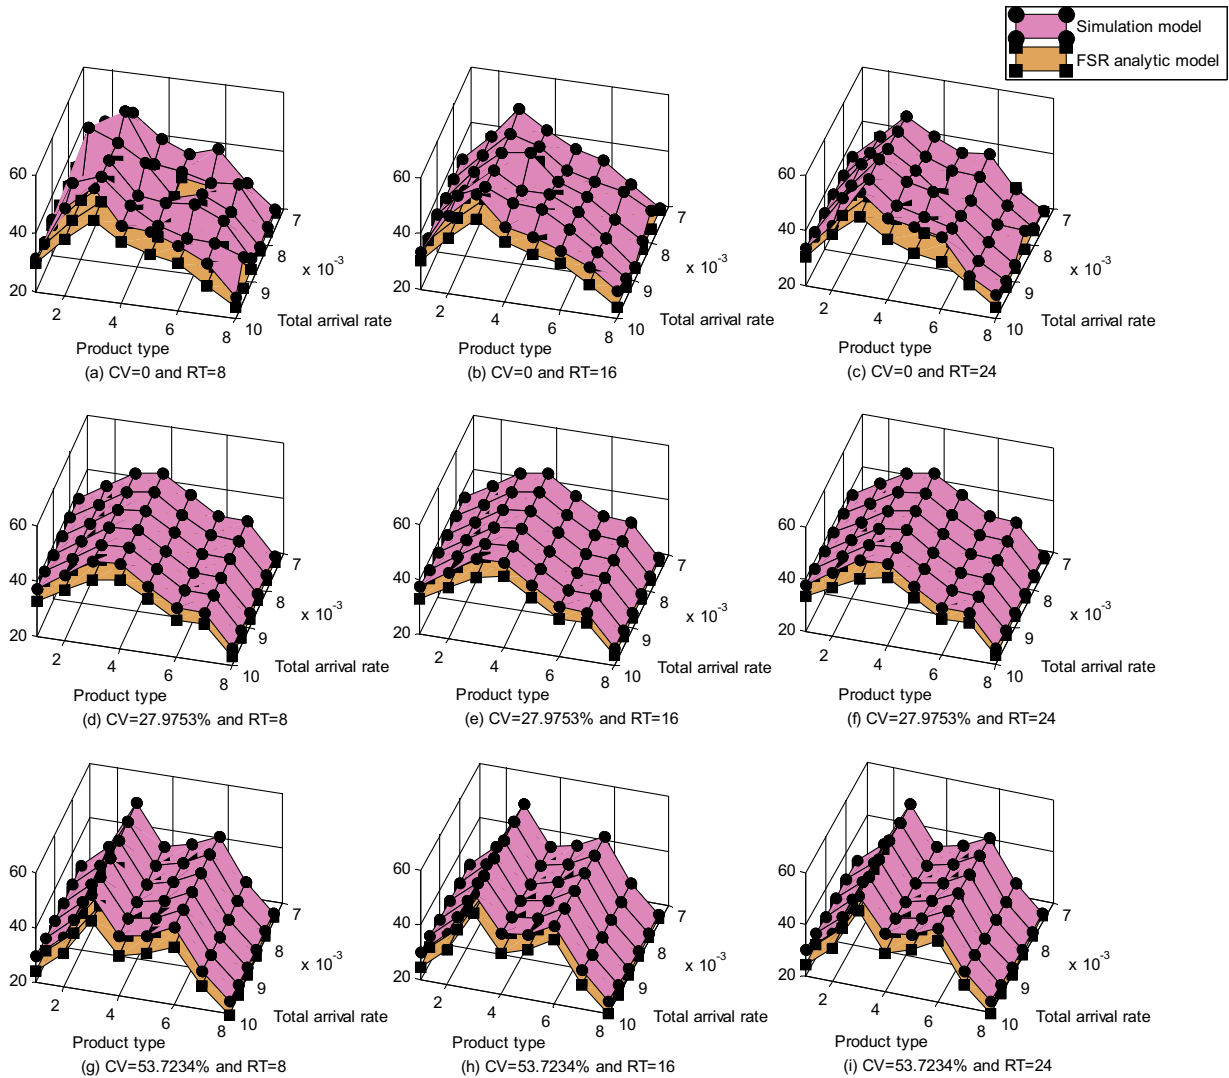 Simulation model
FSR analytic model
60
40
20
2
4
6
8
7
8
9
10
x 10-3
Product type
Total arrival rate
(a) CV=0 and RT=8
60
40
20
2
4
6
8
7
8
9
10
x 10-3
Product type
Total arrival rate
(b) CV=0 and RT=16
60
40
20
2
4
6
8
7
8
9
10
x 10-3
Product type
Total arrival rate
(c) CV=0 and RT=24
60
40
20
2
4
6
8
7
8
9
10
x 10-3
Product type
Total arrival rate
(d) CV=27.9753% and RT=8
60
40
20
2
4
6
8
7
8
9
10
x 10-3
Product type
Total arrival rate
(e) CV=27.9753% and RT=16
60
40
20
2
4
6
8
7
8
9
10
x 10-3
Product type
Total arrival rate
(f) CV=27.9753% and RT=24
60
40
20
2
4
6
8
7
8
9
10
x 10-3
Product type
Total arrival rate
(g) CV=53.7234% and RT=8
60
40
20
2
4
6
8
7
8
9
10
x 10-3
Product type
Total arrival rate
(h) CV=53.7234% and RT=16
60
40
20
2
4
6
8
7
8
9
10
x 10-3
Product type
Total arrival rate
(i) CV=53.7234% and RT=24